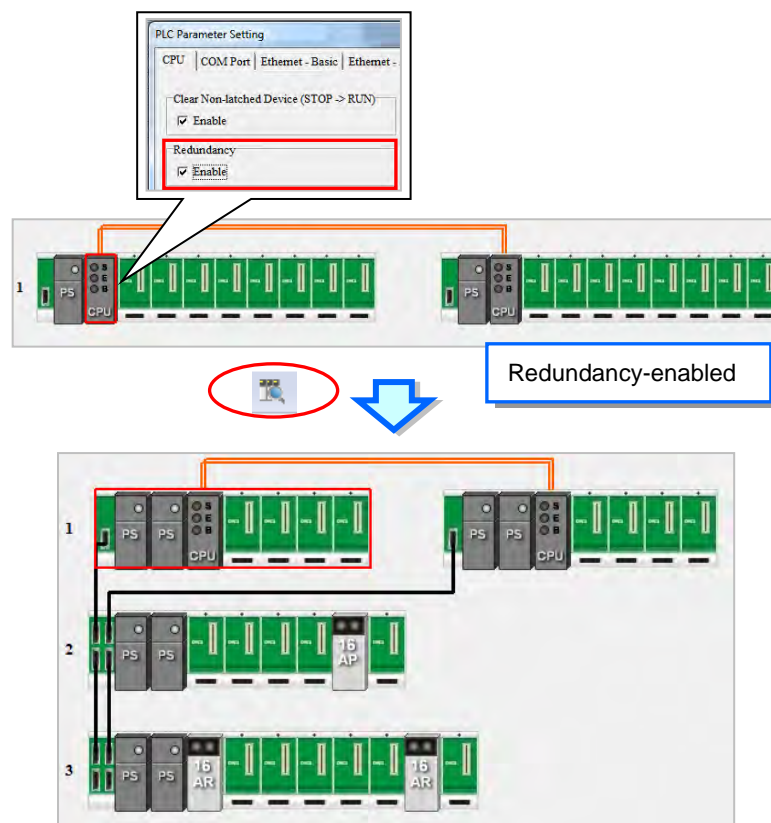 PLC Parameter Setting
CPU COM Port Ethernet - Basic Ethernet -
Clear Non-latched Device (STOP -> RUN)
Enable
Redundancy
Enable
1
PS
S
E
B
CPU
PS
S
E
B
CPU
Redundancy-enabled
1
PS
PS
S
E
B
CPU
PS
PS
S
E
B
CPU
2
PS
PS
16
AP
3
PS
PS
16
AR
16
AR